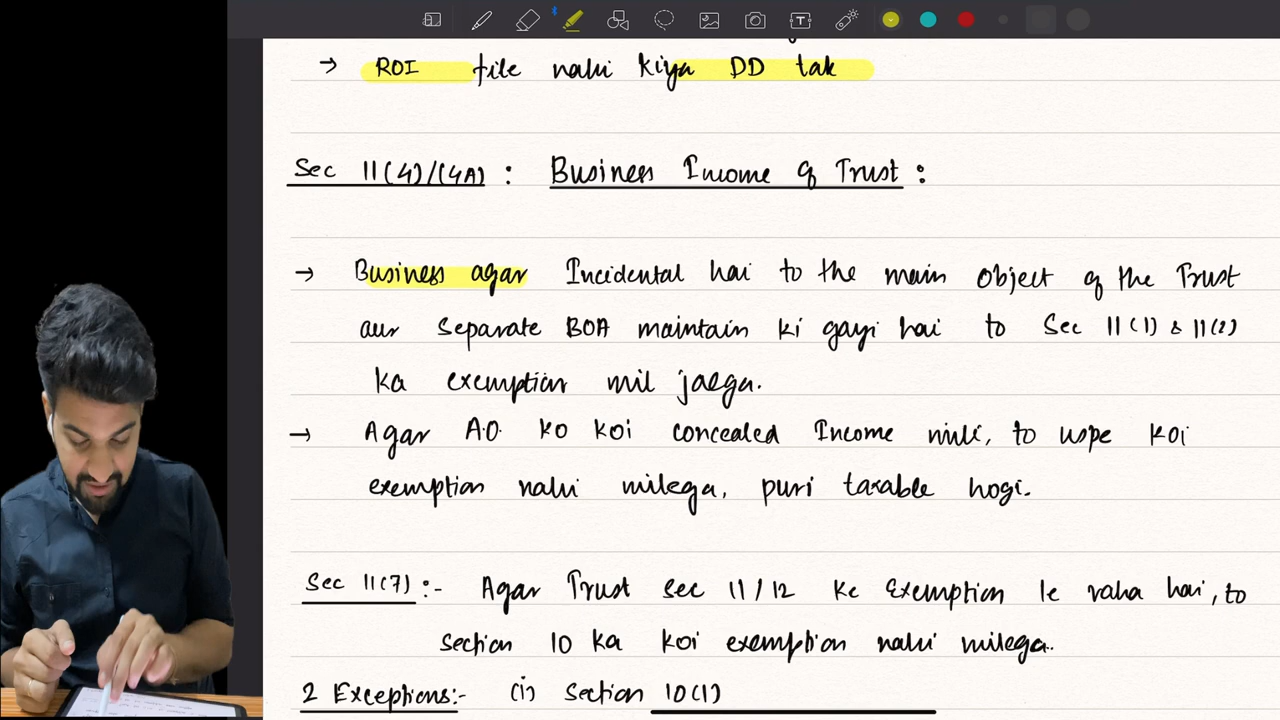 → ROI file nahi kiya DD tak
Sec 11(4)/(4A) : Business Income of Trust :
→ Business agar Incidental hai to the main object of the Trust
aur separate BOA maintain ki gayi hai to Sec 11(1) & 11(2)
ka exemption mil jaega.
→ Agar A.O. ko koi concealed Income mili, to uspe koi
exemption nahi milega, puri taxable hogi.
Sec 11(7) :- Agar Trust sec 11/12 ke Exemption le raha hai, to
section 10 ka koi exemption nahi milega.
2 Exceptions:- (i) Section 10(1)